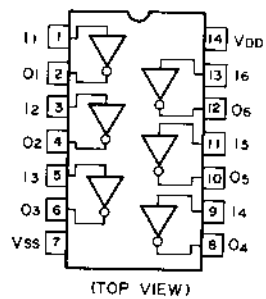 I1 1 14 VDD
O1 2 13 I6
I2 3 12 O6
O2 4 11 I5
I3 5 10 O5
O3 6 9 I4
VSS 7 8 O4
(TOP VIEW)